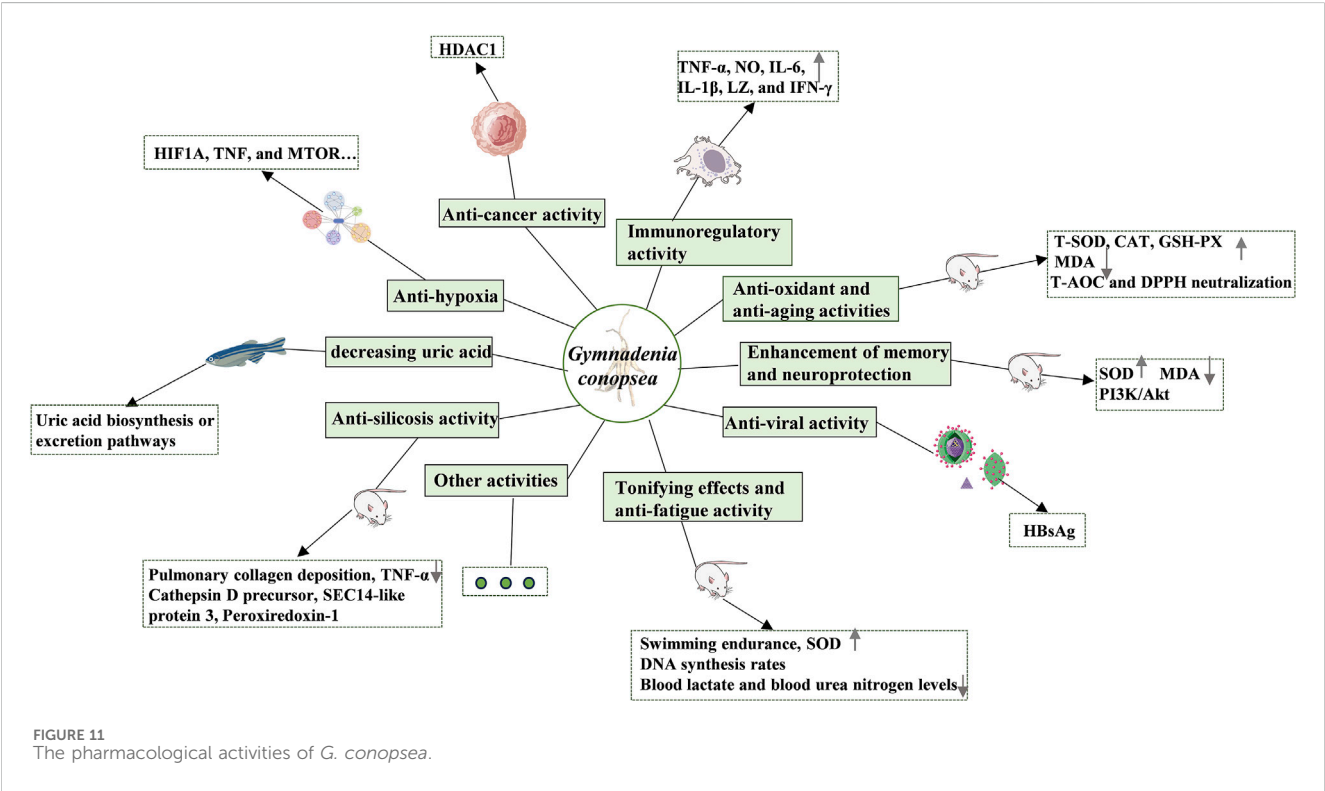 HDAC1
TNF-α, NO, IL-6,
IL-1β, LZ, and IFN-γ
HIF1A, TNF, and MTOR...
Anti-cancer activity
Immunoregulatory
activity
T-SOD, CAT, GSH-PX
MDA
T-AOC and DPPH neutralization
Anti-hypoxia
Anti-oxidant and
anti-aging activities
decreasing uric acid
Gymnadenia
conopsea
Enhancement of memory
and neuroprotection
SOD MDA
PI3K/Akt
Uric acid biosynthesis or
excretion pathways
Anti-silicosis activity
Anti-viral activity
Other activities
Tonifying effects and
anti-fatigue activity
HBsAg
Pulmonary collagen deposition, TNF-α
Cathepsin D precursor, SEC14-like
protein 3, Peroxiredoxin-1
Swimming endurance, SOD
DNA synthesis rates
Blood lactate and blood urea nitrogen levels
FIGURE 11
The pharmacological activities of G. conopsea.